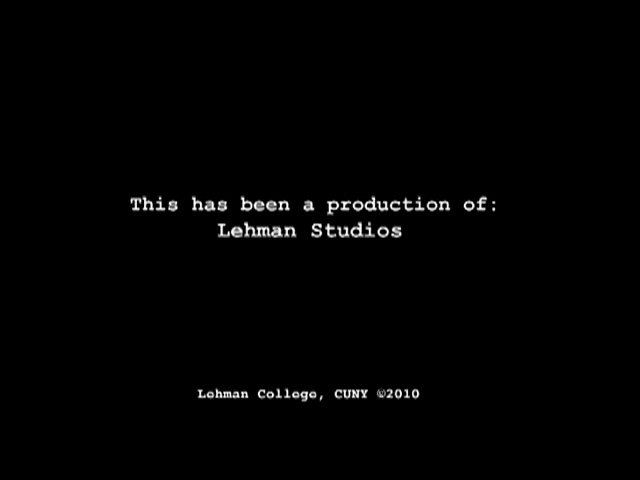 This has been a production of:
Lehman Studios
Lehman College, CUNY ©2010